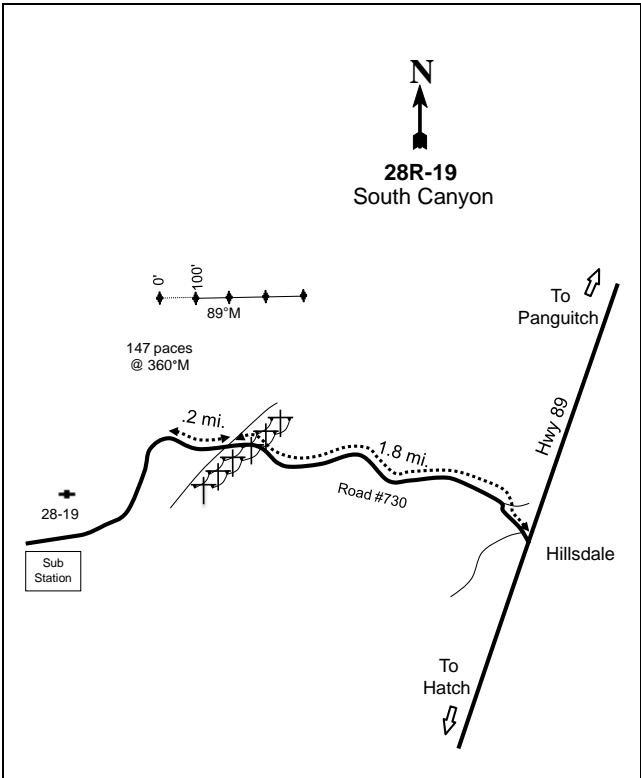 N
28R-19
South Canyon
0'
100'
89°M
To
Panguitch
147 paces
@ 360°M
Hwy 89
.2 mi.
1.8 mi.
Road #730
28-19
Hillsdale
Sub
Station
To
Hatch